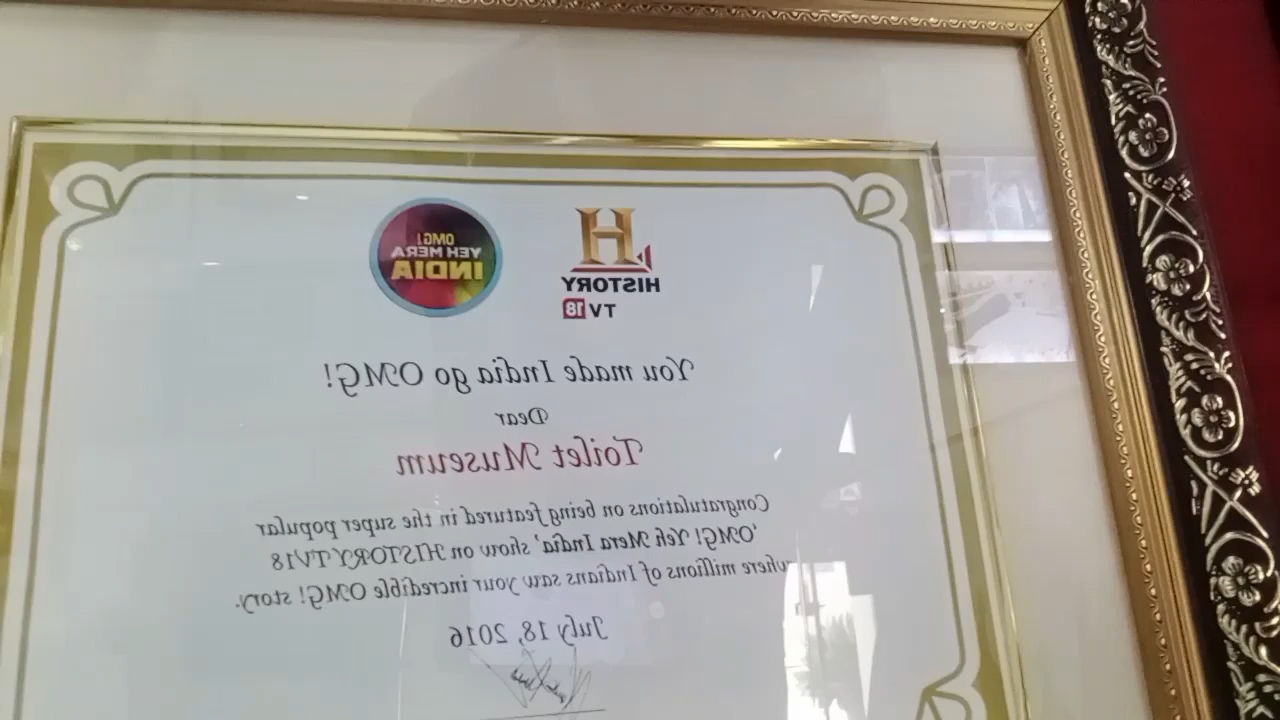 OMG!
YEH MERA
INDIA
H
HISTORY
TV 18
You made India go OMG!
Dear
Toilet Museum
Congratulations on being featured in the super popular
'OMG! Yeh Mera India' show on HISTORY TV18
where millions of Indians saw your incredible OMG! story.
July 18, 2016